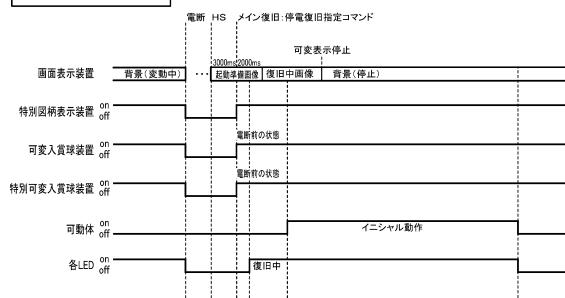 電断 HS メイン復旧:停電復旧指定コマンド
可変表示停止
3000ms 2000ms
画面表示装置 背景(変動中) … 起動準備画像 復旧中画像 背景(停止)
特別図柄表示装置 on off
電断前の状態
可変入賞球装置 on off
電断前の状態
特別可変入賞球装置 on off
可動体 on off イニシャル動作
各LED on off 復旧中